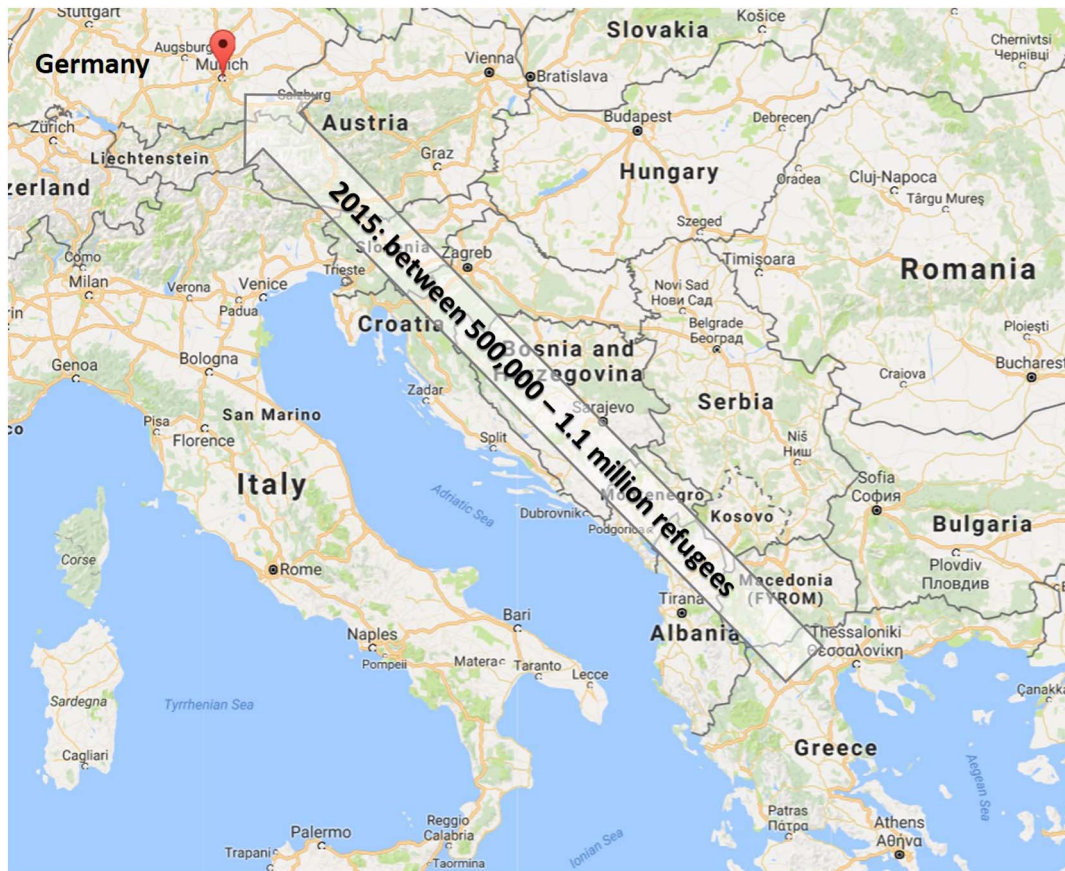 Stuttgart
Augsburg
Germany
Munich
Salzburg
Zürich
Liechtenstein
zerland
Austria
Vienna
Bratislava
Slovakia
Košice
Chernivtsi
Чернівці
Budapest
Debrecen
Hungary
Oradea
Cluj-Napoca
Târgu Mureș
Graz
Szeged
Timișoara
Romania
2015: between 500,000 – 1.1 million refugees
Slovenia
Zagreb
Como
Milan
Verona
Venice
Padua
Trieste
rin
Croatia
Novi Sad
Нови Сад
Belgrade
Београд
Ploiești
Bucharest
Craiova
Genoa
Bologna
Bosnia and
Herzegovina
Zadar
Sarajevo
Serbia
co
San Marino
Pisa
Florence
Split
Niš
Ниш
Italy
Adriatic Sea
Dubrovnik
Montenegro
Podgorica
Kosovo
Sofia
София
Bulgaria
Plovdiv
Пловдив
Corse
Rome
Macedonia
(FYROM)
Tirana
Albania
Bari
Naples
Pompeii
Matera
Taranto
Lecce
Thessaloniki
Θεσσαλονίκη
Çanakka
Sardegna
Tyrrhenian Sea
Cagliari
Greece
Aegean Sea
Patras
Πάτρα
Athens
Αθήνα
Ionian Sea
Palermo
Trapani
Reggio
Calabria
Taormina